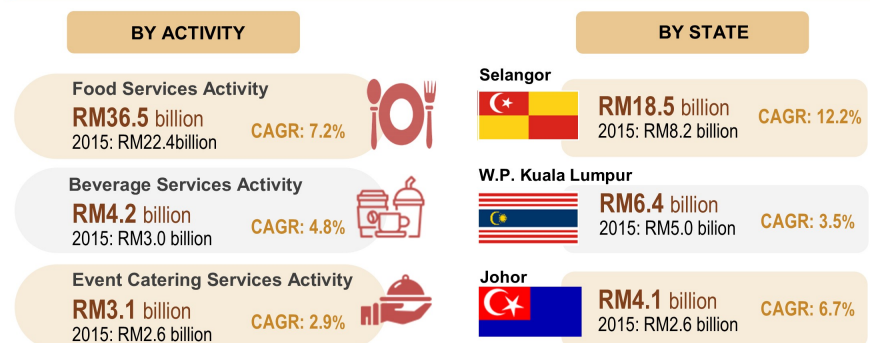 BY ACTIVITY
Food Services Activity
RM36.5 billion
2015: RM22.4billion
CAGR: 7.2%
Beverage Services Activity
RM4.2 billion
2015: RM3.0 billion
CAGR: 4.8%
Event Catering Services Activity
RM3.1 billion
2015: RM2.6 billion
CAGR: 2.9%
BY STATE
Selangor
RM18.5 billion
2015: RM8.2 billion
CAGR: 12.2%
W.P. Kuala Lumpur
RM6.4 billion
2015: RM5.0 bilion
CAGR: 3.5%
Johor
RM4.1 billion
2015: RM2.6 billion
CAGR: 6.7%